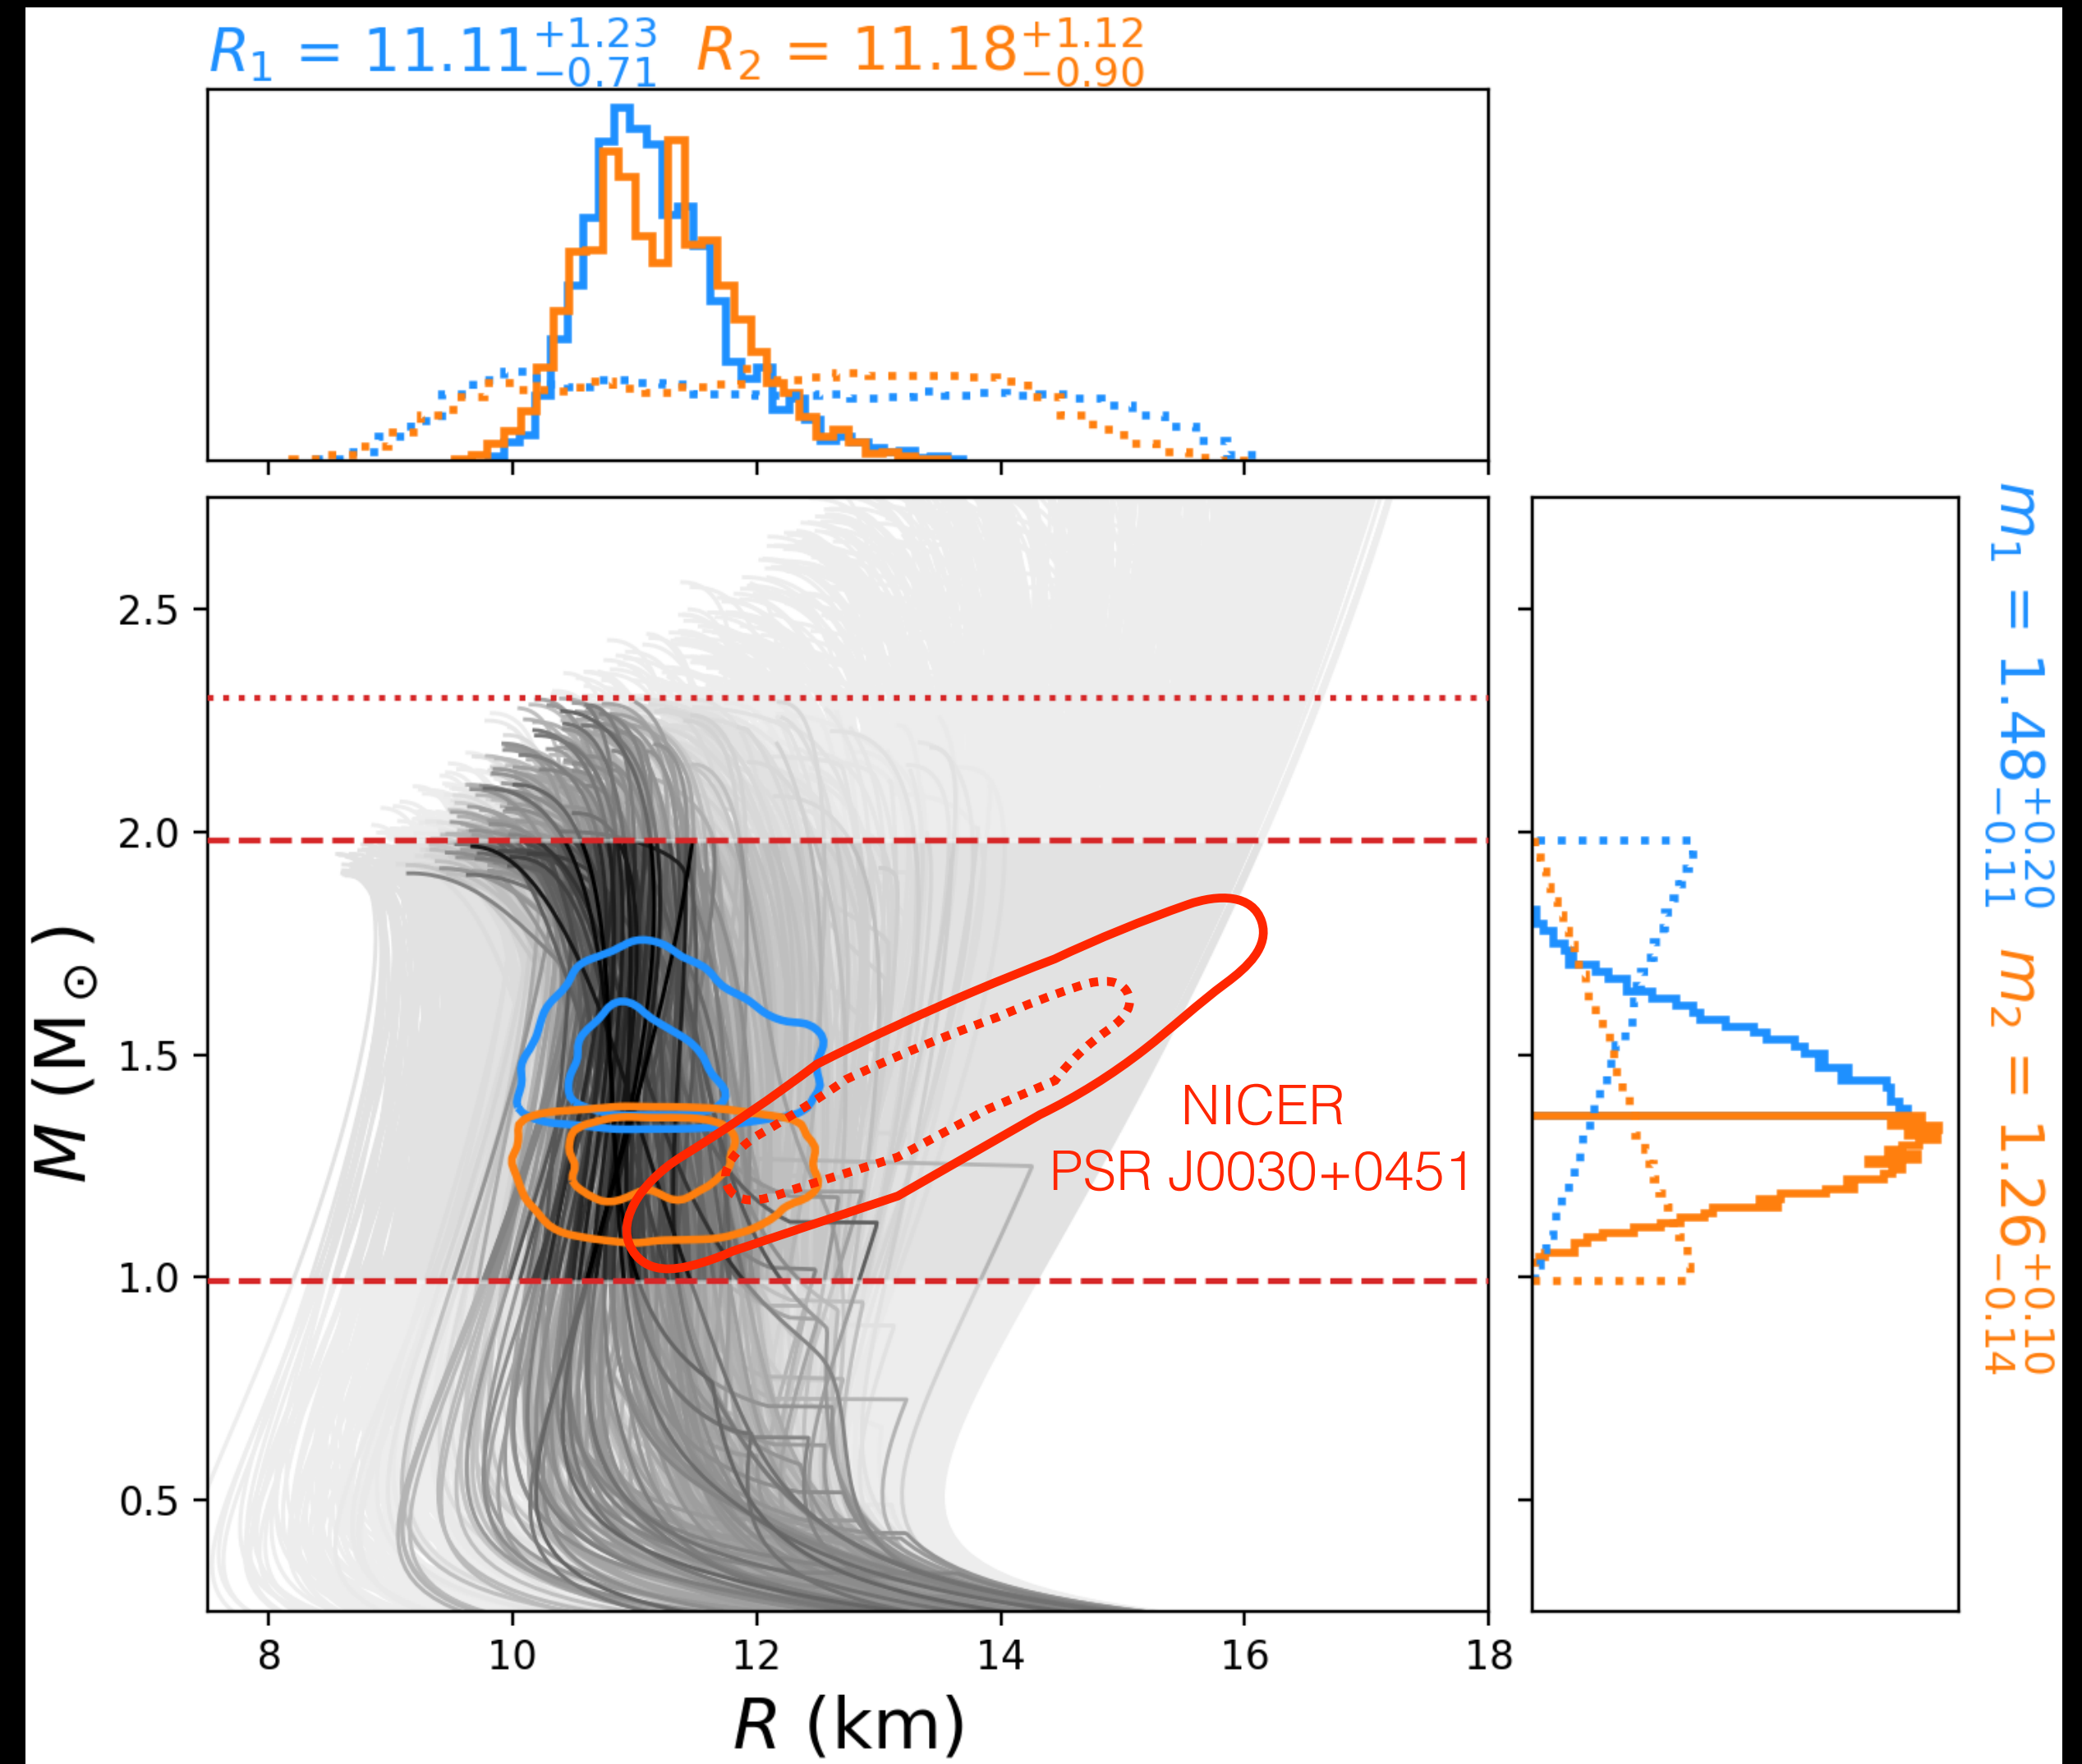 R₁ = 11.11 +1.23 −0.71 R₂ = 11.18 +1.12 −0.90
m₁ = 1.48 +0.20 −0.11 m₂ = 1.26 +0.10 −0.14
2.5
2.0
1.5
1.0
0.5
M (M⊙)
NICER
PSR J0030+0451
8 10 12 14 16 18
R (km)